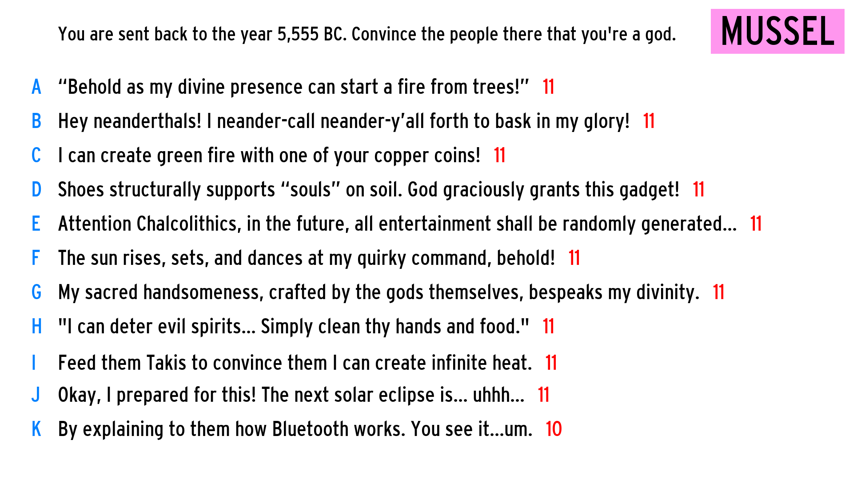 You are sent back to the year 5,555 BC. Convince the people there that you're a god.
MUSSEL
A “Behold as my divine presence can start a fire from trees!” 11
B Hey neanderthals! I neander-call neander-y’all forth to bask in my glory! 11
C I can create green fire with one of your copper coins! 11
D Shoes structurally supports “souls” on soil. God graciously grants this gadget! 11
E Attention Chalcolithics, in the future, all entertainment shall be randomly generated... 11
F The sun rises, sets, and dances at my quirky command, behold! 11
G My sacred handsomeness, crafted by the gods themselves, bespeaks my divinity. 11
H "I can deter evil spirits... Simply clean thy hands and food." 11
I Feed them Takis to convince them I can create infinite heat. 11
J Okay, I prepared for this! The next solar eclipse is... uhhh... 11
K By explaining to them how Bluetooth works. You see it...um. 10